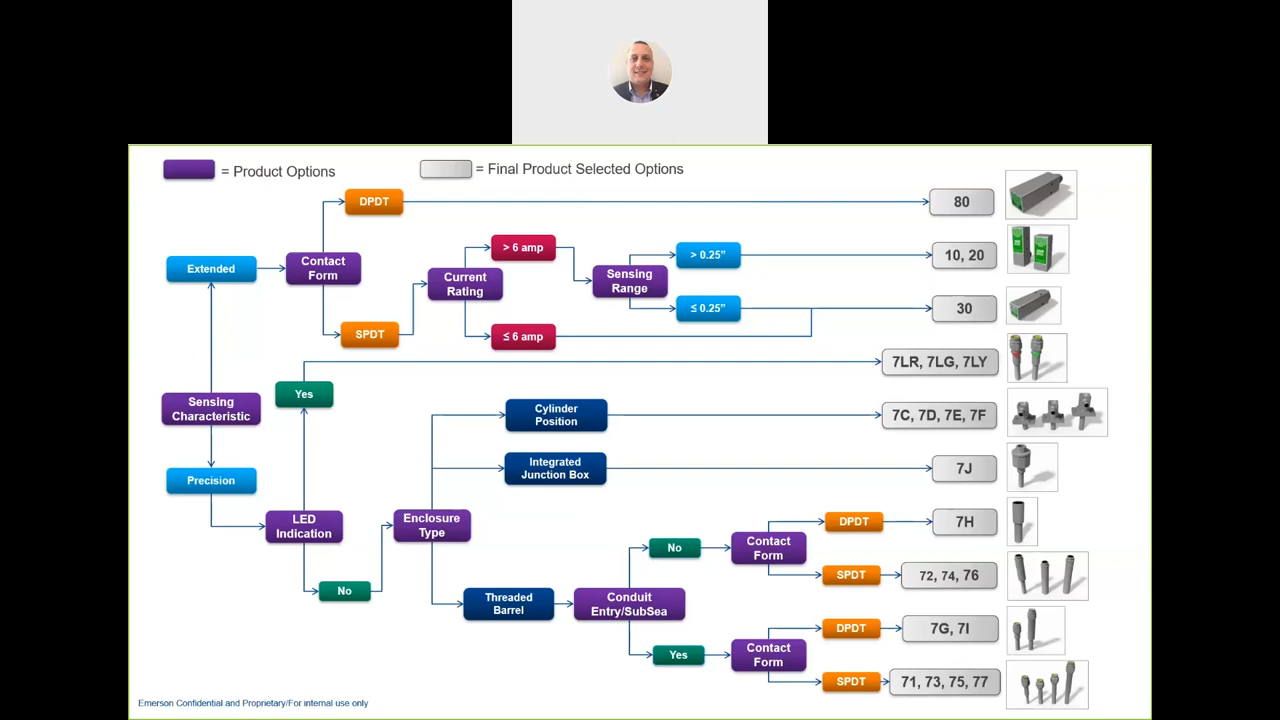 = Product Options
= Final Product Selected Options
DPDT
80
Extended
Contact
Form
> 6 amp
Current
Rating
Sensing
Range
> 0.25”
10, 20
≤ 0.25”
30
SPDT
≤ 6 amp
7LR, 7LG, 7LY
Yes
Sensing
Characteristic
Cylinder
Position
7C, 7D, 7E, 7F
Integrated
Junction Box
7J
Precision
LED
Indication
Enclosure
Type
No
Threaded
Barrel
Conduit
Entry/SubSea
No
Contact
Form
DPDT
7H
SPDT
72, 74, 76
Yes
Contact
Form
DPDT
7G, 7I
SPDT
71, 73, 75, 77
Emerson Confidential and Proprietary/For internal use only